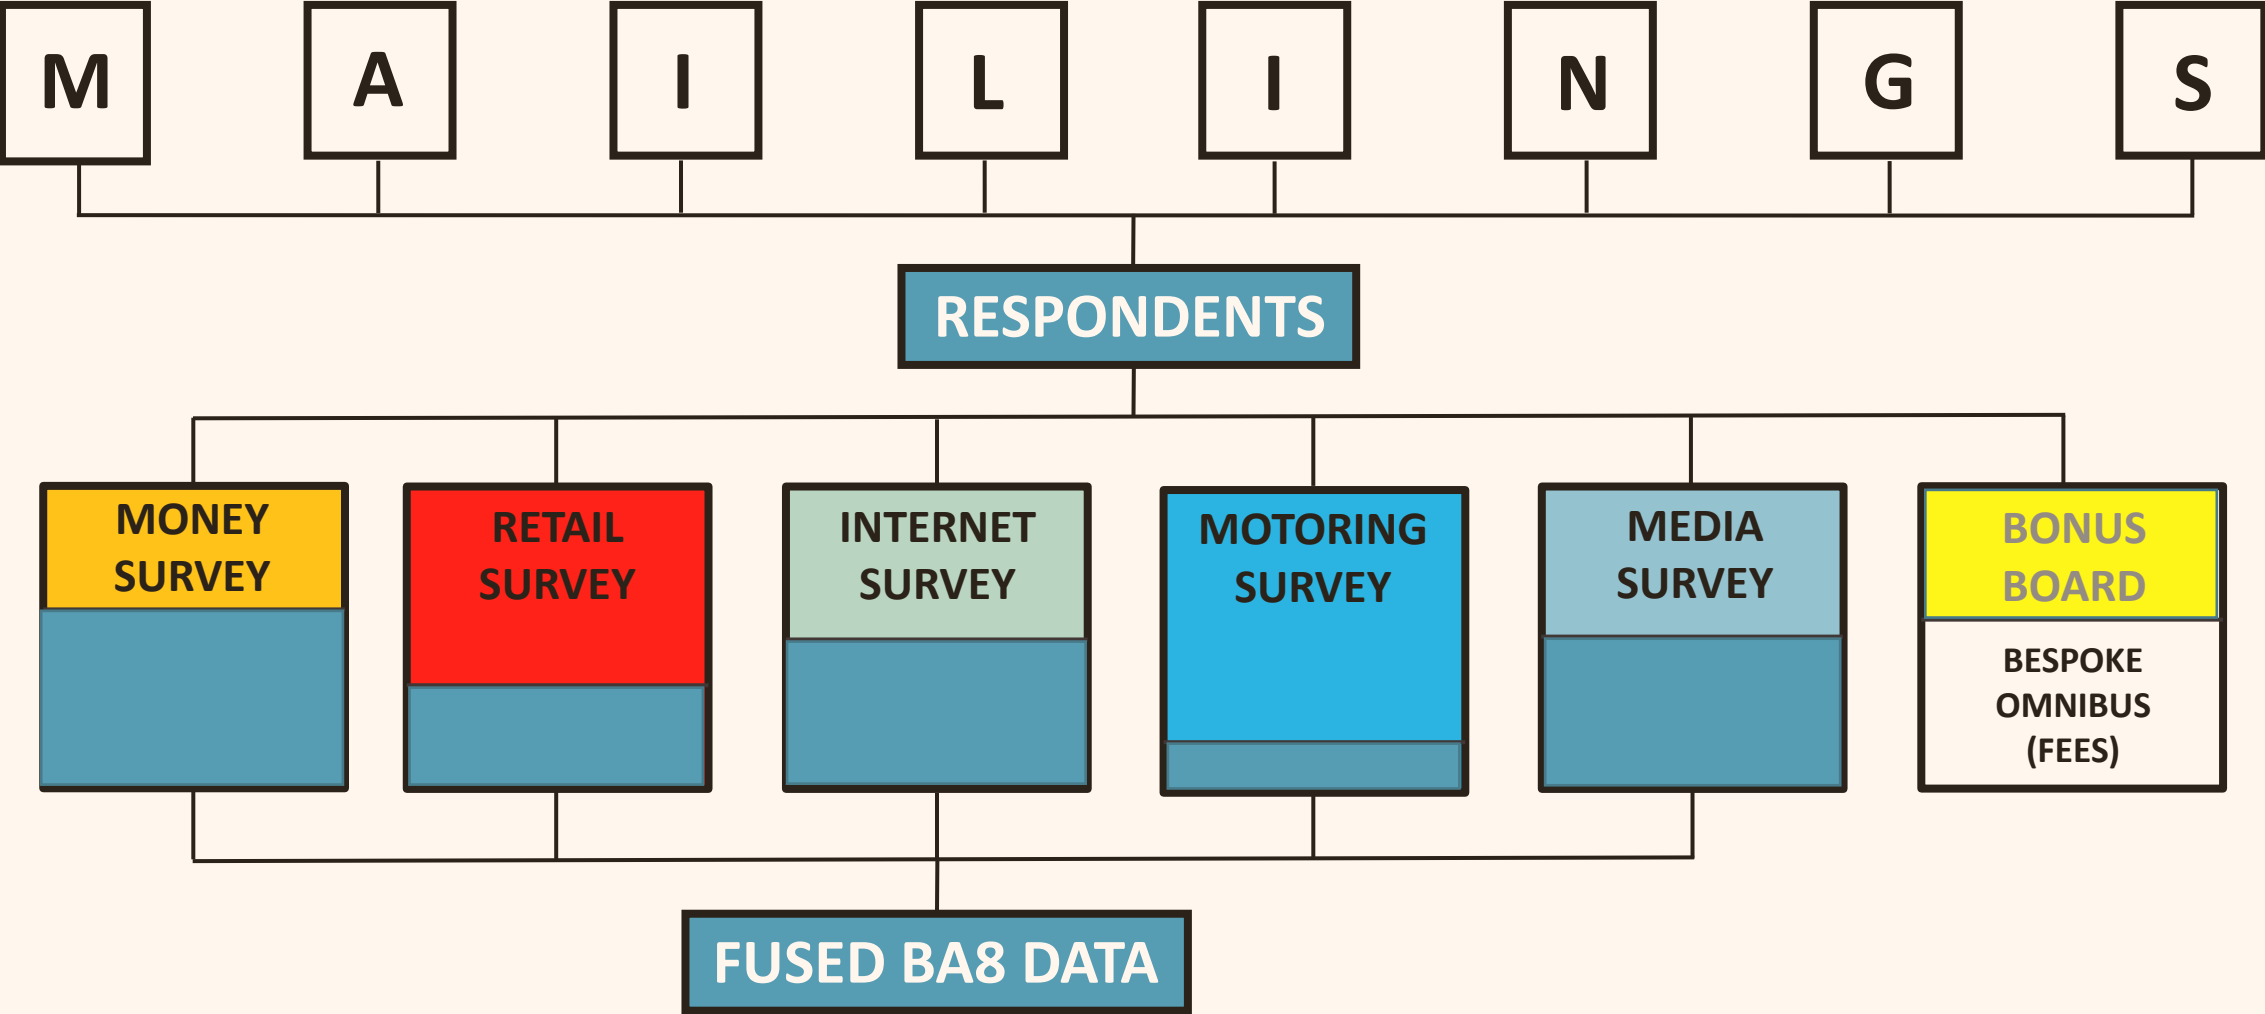 M A I L I N G S
RESPONDENTS
MONEY
SURVEY
RETAIL
SURVEY
INTERNET
SURVEY
MOTORING
SURVEY
MEDIA
SURVEY
BONUS
BOARD
BESPOKE
OMNIBUS
(FEES)
FUSED BA8 DATA